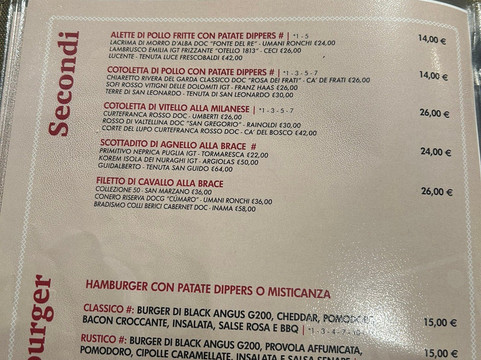 Secondi
ALETTE DI POLLO FRITTE CON PATATE DIPPERS # | *1 - 5
14,00 €
LACRIMA DI MORRO D'ALBA DOC "FONTE DEL RE" - UMANI RONCHI €24,00
LAMBRUSCO EMILIA IGT FRIZZANTE "OTELLO 1813" - CECI €26,00
LUCENTE - TENUTA LUCE FRESCOBALDI €42,00
COTOLETTA DI POLLO CON PATATE DIPPERS # | *1 - 3 - 5 - 7
14,00 €
CHIARETTO RIVIERA DEL GARDA CLASSICO DOC "ROSA DEI FRATI" - CA' DE FRATI €26,00
SOFI ROSSO VITIGNI DELLE DOLOMITI IGT - FRANZ HAAS €26,00
TERRE DI SAN LEONARDO - TENUTA DI SAN LEONARDO €30,00
COTOLETTA DI VITELLO ALLA MILANESE | *1 - 3 - 5 - 7
26,00 €
CURTEFRANCA ROSSO DOC - UMBERTI €26,00
ROSSO DI VALTELLINA DOC "SAN GREGORIO" - RAINOLDI €30,00
CORTE DEL LUPO CURTEFRANCA ROSSO DOC - CA' DEL BOSCO €42,00
SCOTTADITO DI AGNELLO ALLA BRACE #
24,00 €
PRIMITIVO NEPRICA PUGLIA IGT - TORMARESCA €22,00
KOREM ISOLA DEI NURAGHI IGT - ARGIOLAS €50,00
GUIDALBERTO - TENUTA SAN GUIDO €64,00
FILETTO DI CAVALLO ALLA BRACE
26,00 €
COLLEZIONE 50 - SAN MARZANO €36,00
CONERO RISERVA DOCG "CÚMARO" - UMANI RONCHI €36,00
BRADISMO COLLI BERICI CABERNET DOC - INAMA €58,00
urger
HAMBURGER CON PATATE DIPPERS O MISTICANZA
CLASSICO #: BURGER DI BLACK ANGUS G200, CHEDDAR, POMODORO,
BACON CROCCANTE, INSALATA, SALSE ROSA E BBQ | *1 - 3 - 4 - 7 - 10
15,00 €
RUSTICO #: BURGER DI BLACK ANGUS G200, PROVOLA AFFUMICATA,
POMODORO, CIPOLLE CARAMELLATE, INSALATA E SALSA
15,00 €